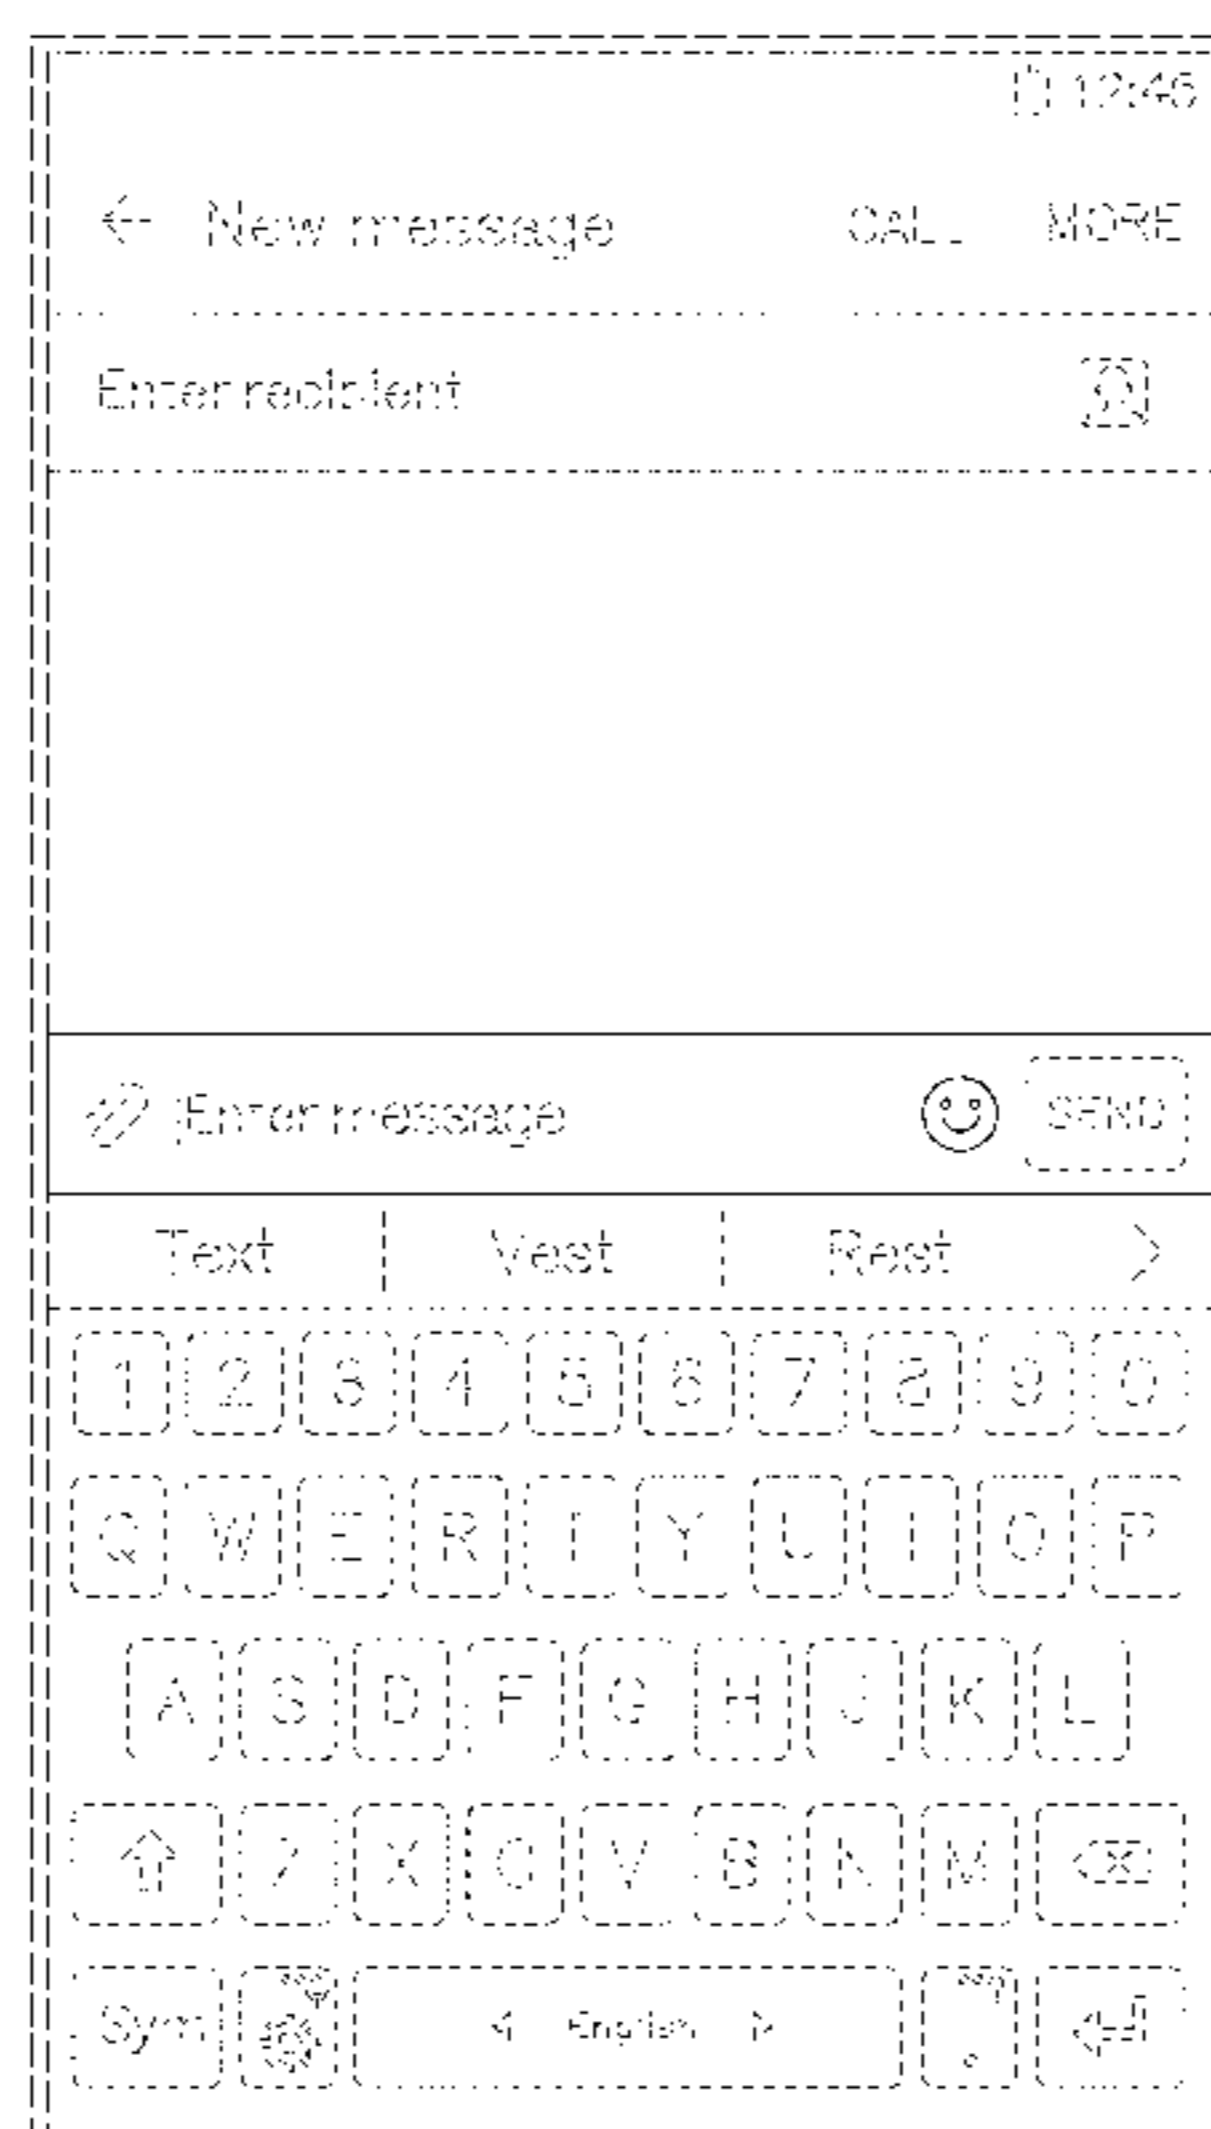 12:46
← New message CALL MORE
Enter recipient
Enter message SEND
Text Vest Rest >
1 2 3 4 5 6 7 8 9 0
Q W E R T Y U I O P
A S D F G H J K L
Z X C V B N M
Sym English .